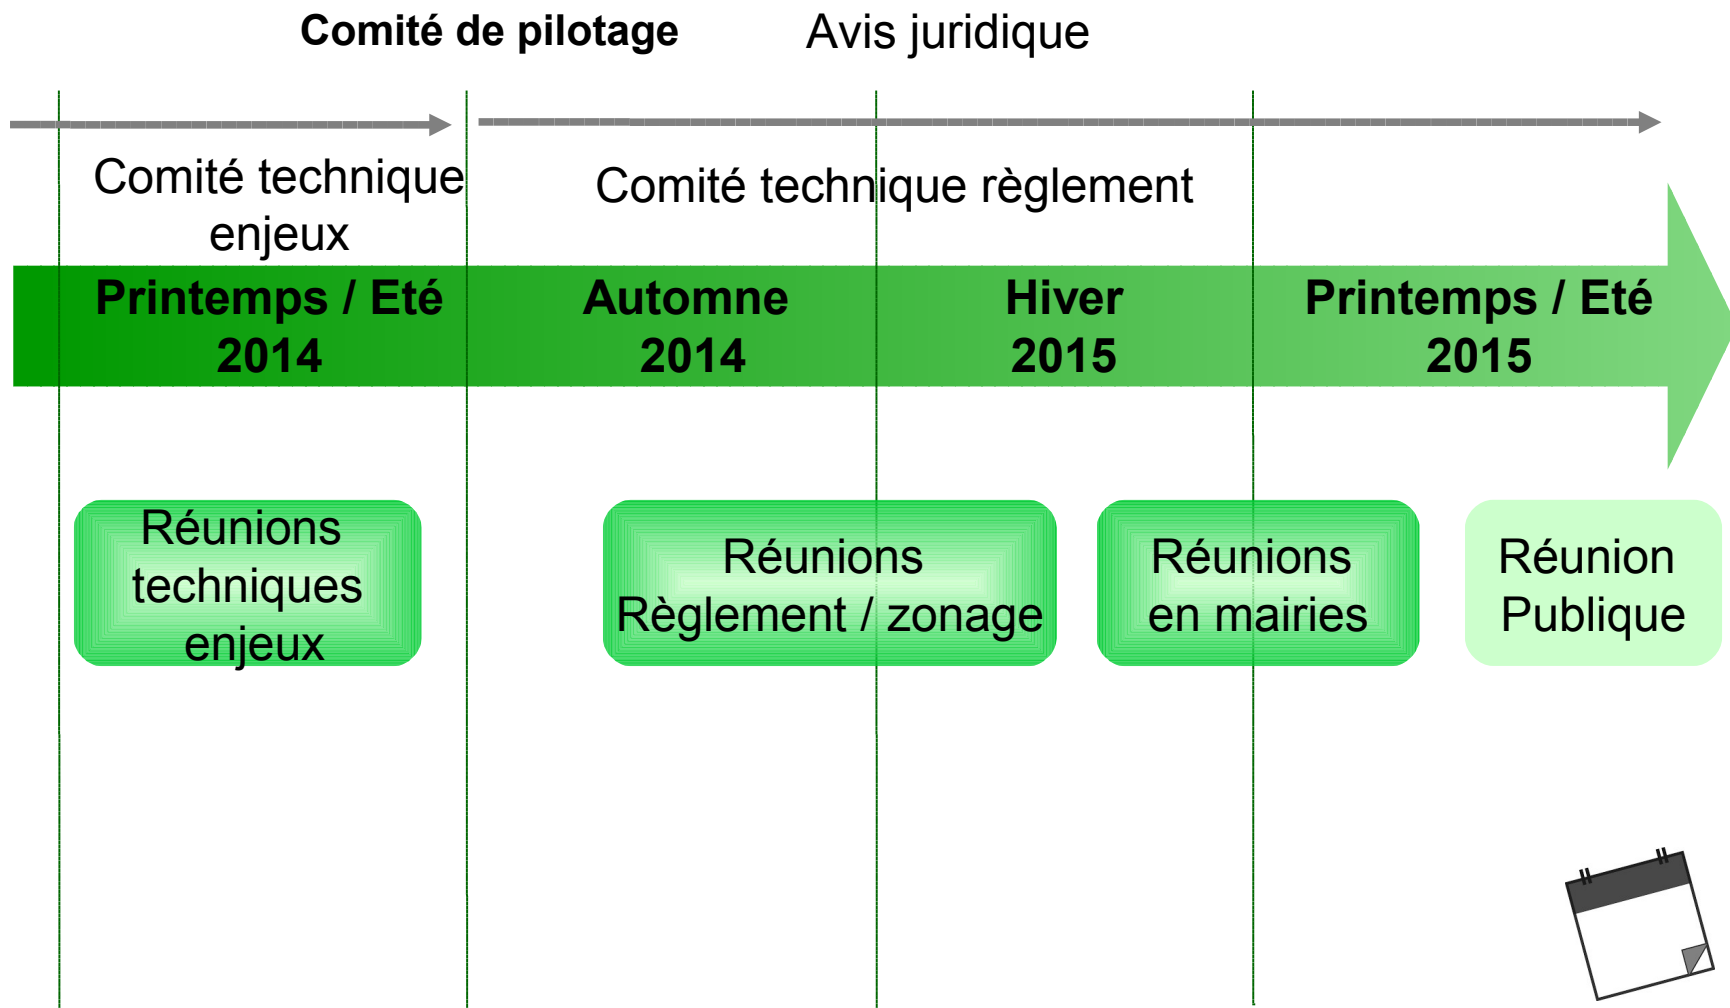 Comité de pilotage
Avis juridique
Comité technique
enjeux
Comité technique règlement
Printemps / Eté
2014
Automne
2014
Hiver
2015
Printemps / Eté
2015
Réunions
techniques
enjeux
Réunions
Règlement / zonage
Réunions
en mairies
Réunion
Publique